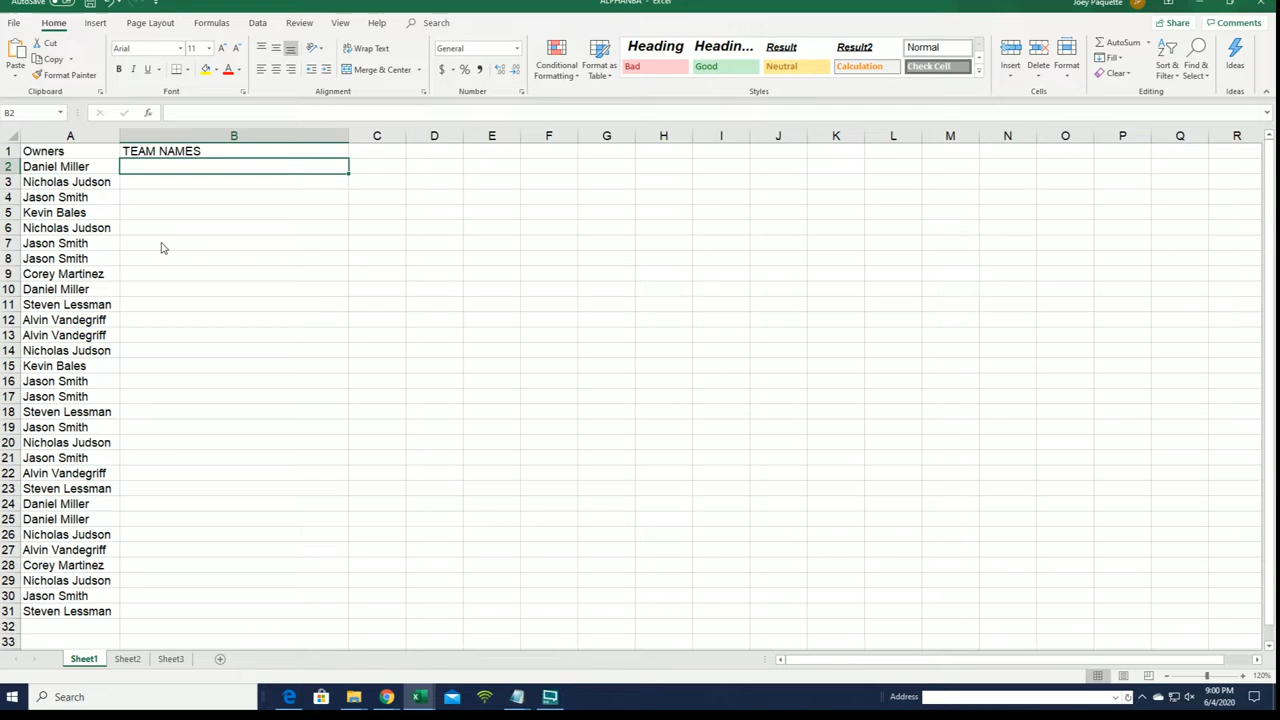 AutoSave Off ALPHANBA - Excel Joey Paquette JP
File Home Insert Page Layout Formulas Data Review View Help Search Share Comments
Paste Cut Copy Format Painter Clipboard
Arial 11 A A B I U A Font
ab Wrap Text Merge & Center Alignment
General $ % , Number
Conditional Formatting Format as Table
Heading Headin... Result Result2 Normal
Bad Good Neutral Calculation Check Cell
Styles
Insert Delete Format Cells
AutoSum Fill Clear Sort & Filter Find & Select Editing
Ideas Ideas
B2 fx
A B C D E F G H I J K L M N O P Q R
1 Owners TEAM NAMES
2 Daniel Miller
3 Nicholas Judson
4 Jason Smith
5 Kevin Bales
6 Nicholas Judson
7 Jason Smith
8 Jason Smith
9 Corey Martinez
10 Daniel Miller
11 Steven Lessman
12 Alvin Vandegriff
13 Alvin Vandegriff
14 Nicholas Judson
15 Kevin Bales
16 Jason Smith
17 Jason Smith
18 Steven Lessman
19 Jason Smith
20 Nicholas Judson
21 Jason Smith
22 Alvin Vandegriff
23 Steven Lessman
24 Daniel Miller
25 Daniel Miller
26 Nicholas Judson
27 Alvin Vandegriff
28 Corey Martinez
29 Nicholas Judson
30 Jason Smith
31 Steven Lessman
32
33
Sheet1 Sheet2 Sheet3
120%
Search Address 9:00 PM
6/4/2020